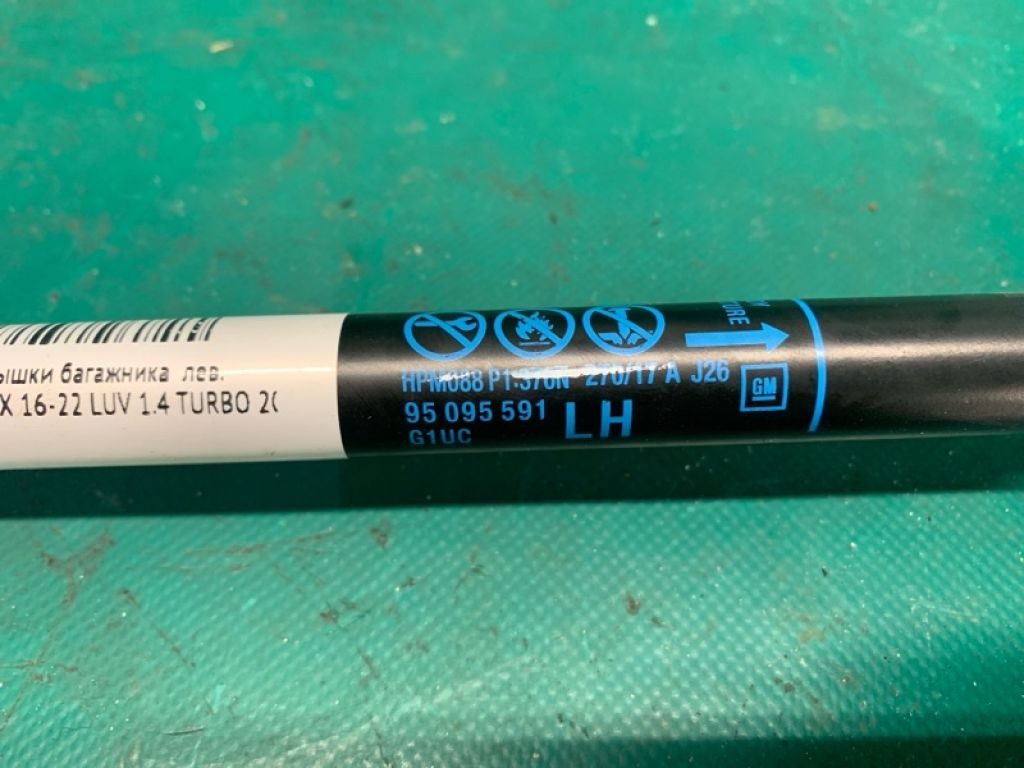 ышки багажника лев.
X 16-22 LUV 1.4 TURBO
HPM088 P1:370N 270/17 A J26
95 095 591 LH
G1UC
GM